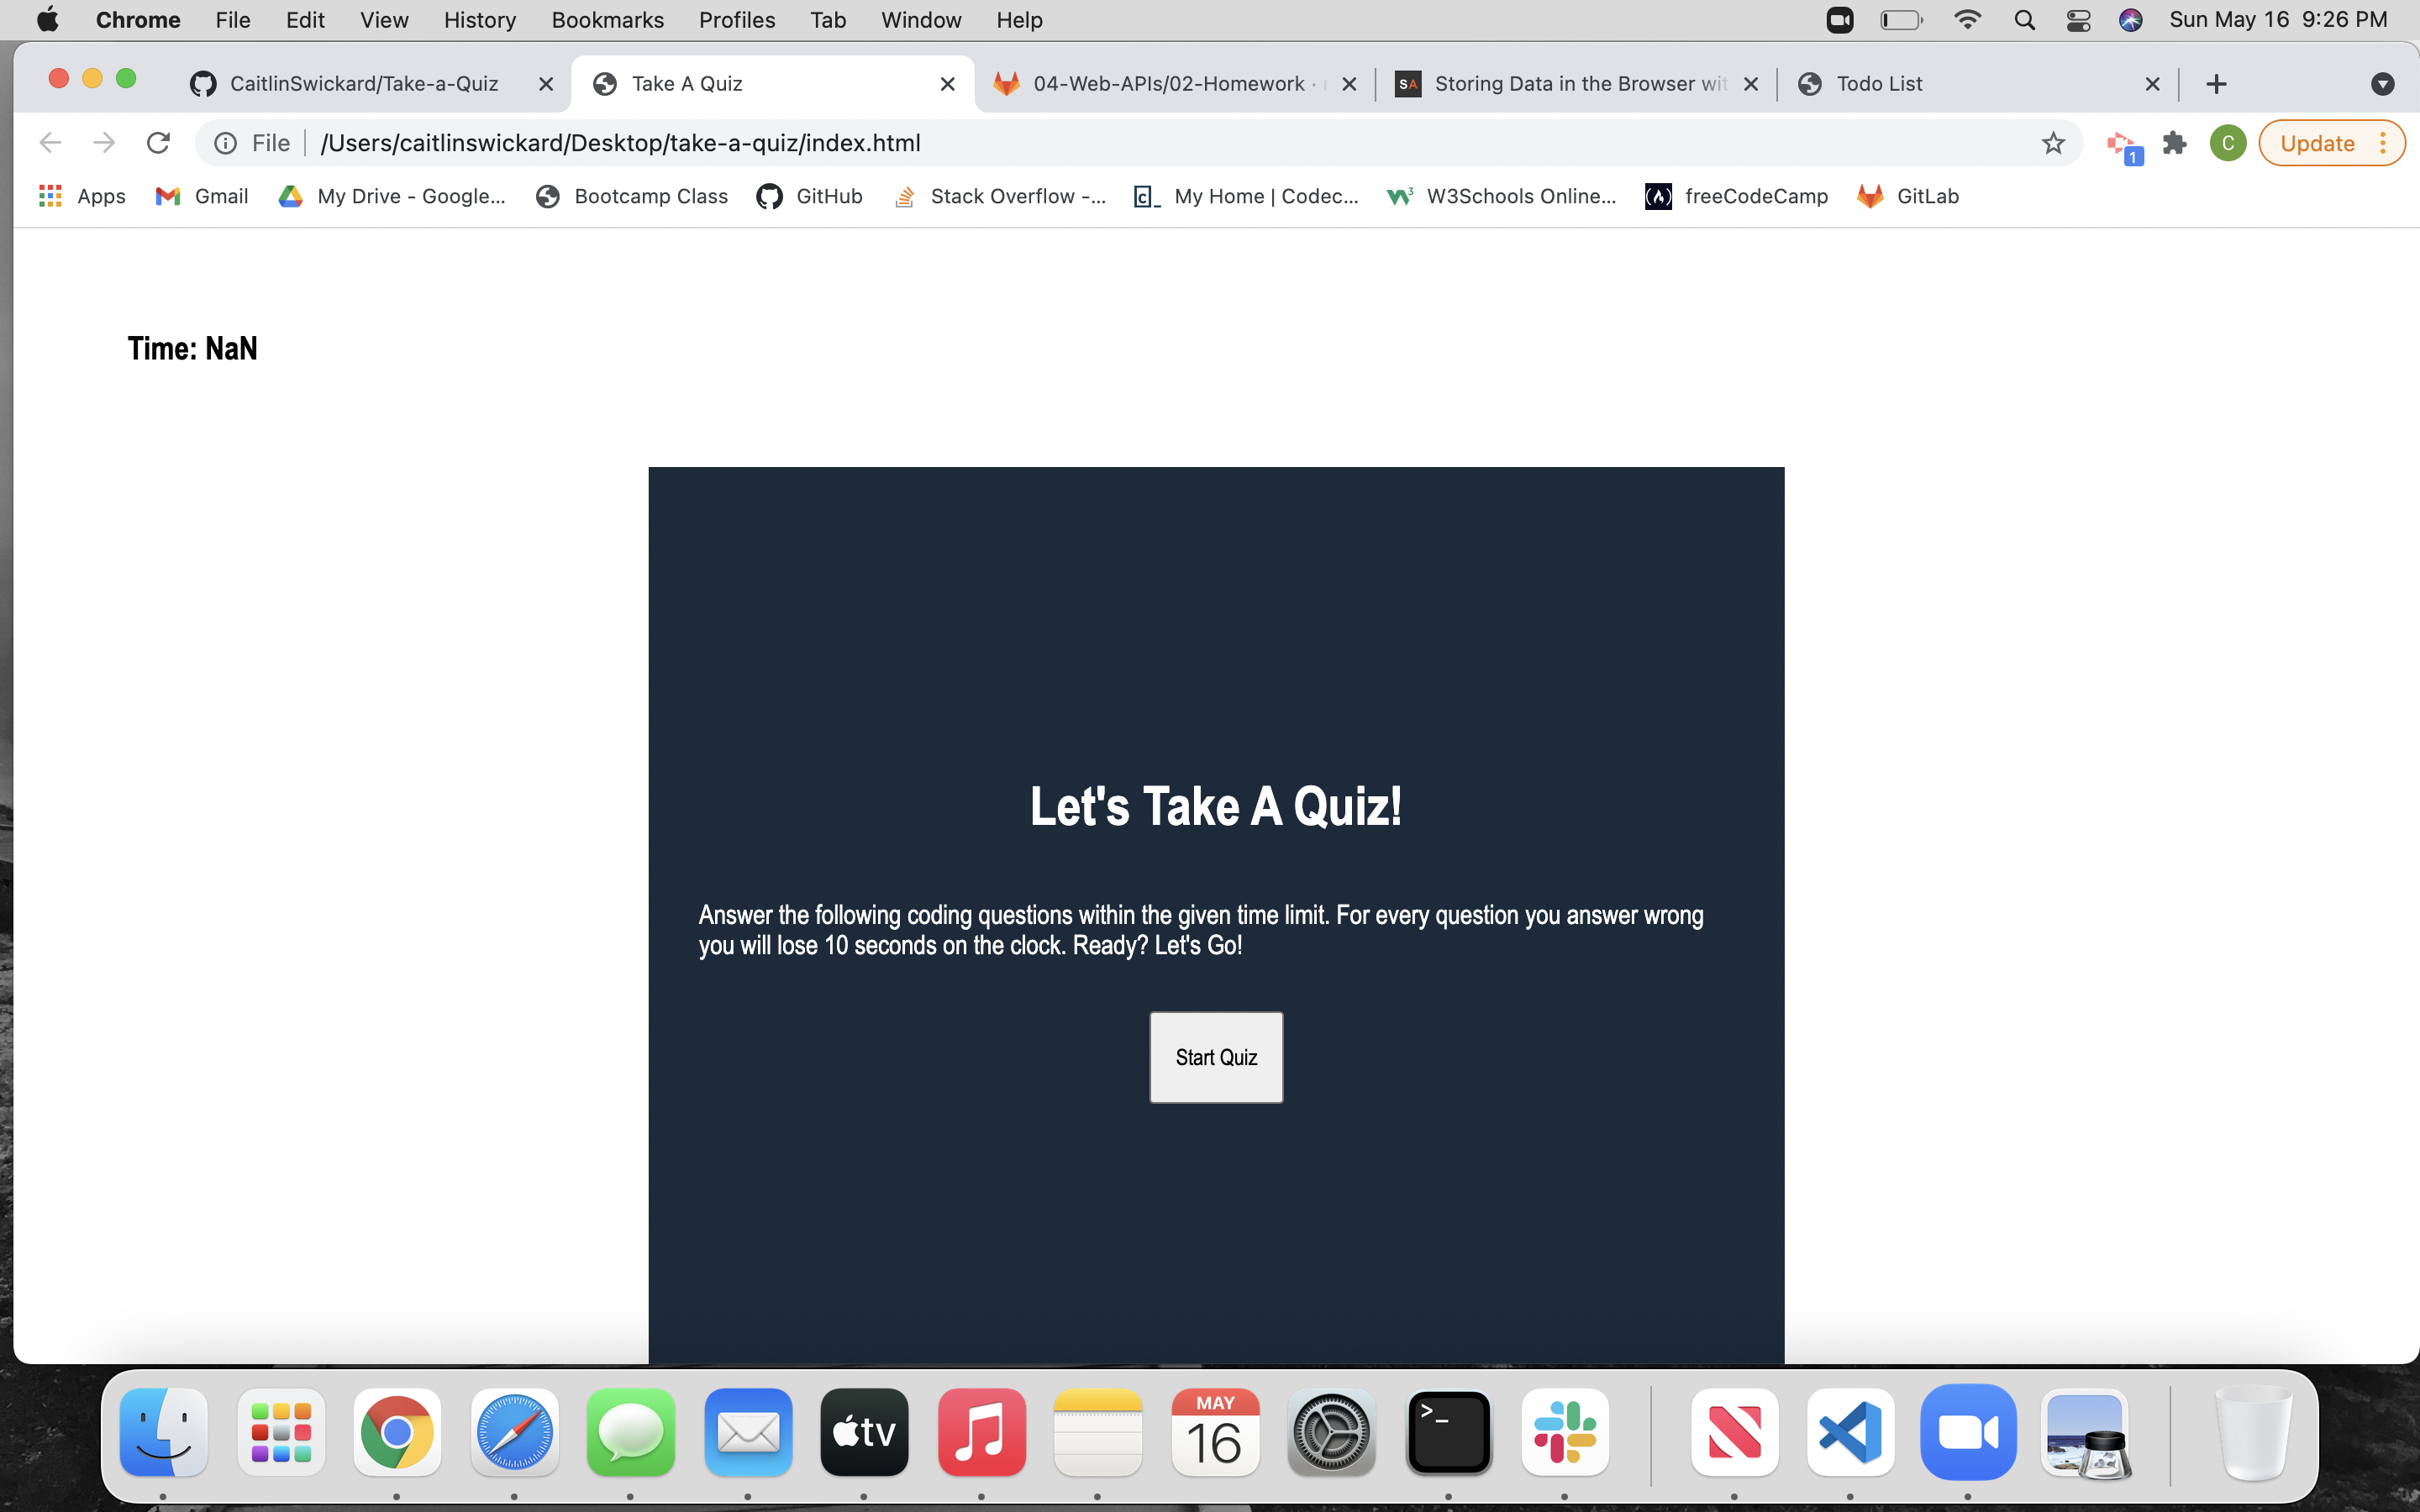 Chrome File Edit View History Bookmarks Profiles Tab Window Help Sun May 16 9:26 PM
CaitlinSwickard/Take-a-Quiz Take A Quiz 04-Web-APIs/02-Homework · SA Storing Data in the Browser wit Todo List
File /Users/caitlinswickard/Desktop/take-a-quiz/index.html 1 C Update
Apps Gmail My Drive - Google... Bootcamp Class GitHub Stack Overflow -... c_ My Home | Codec... W3 W3Schools Online... freeCodeCamp GitLab
Time: NaN
Let's Take A Quiz!
Answer the following coding questions within the given time limit. For every question you answer wrong
you will lose 10 seconds on the clock. Ready? Let's Go!
Start Quiz
tv MAY
16 >_